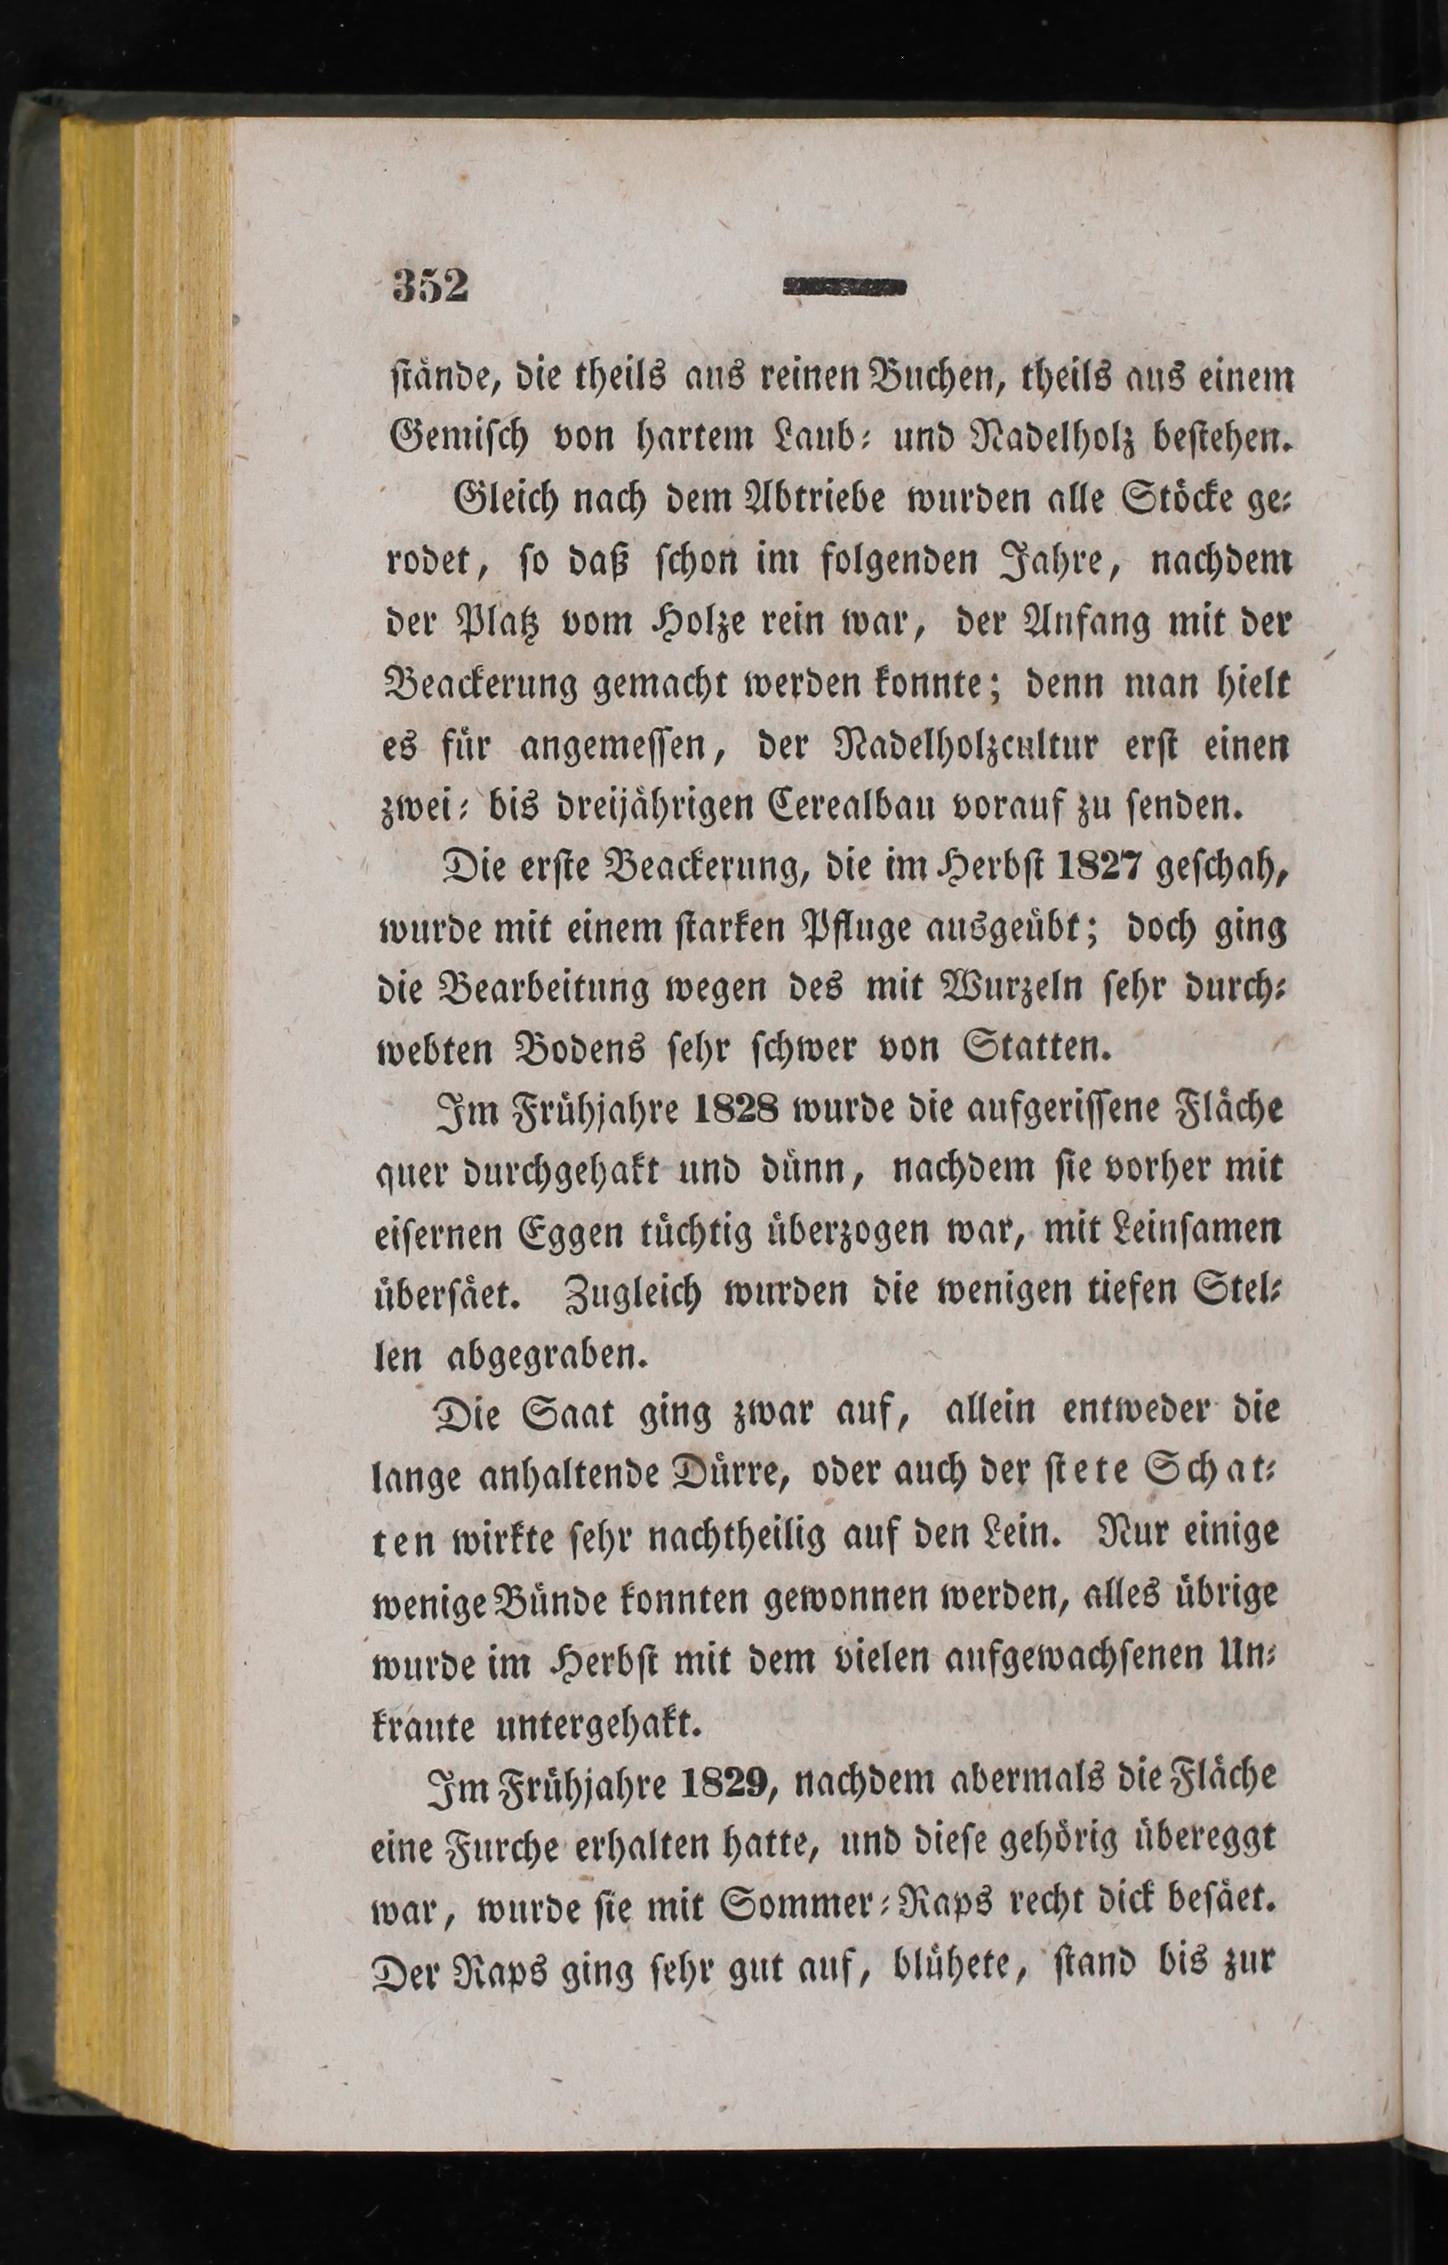 352
stände, die theils aus reinen Buchen, theils aus einem
Gemisch von hartem Laub- und Nadelholz bestehen.
Gleich nach dem Abtriebe wurden alle Stöcke ge-
rodet, so daß schon im folgenden Jahre, nachdem
der Platz vom Holze rein war, der Anfang mit der
Beackerung gemacht werden konnte; denn man hielt
es für angemessen, der Nadelholzcultur erst einen
zwei- bis dreijährigen Cerealbau vorauf zu senden.
Die erste Beackerung, die im Herbst 1827 geschah,
wurde mit einem starken Pfluge ausgeübt; doch ging
die Bearbeitung wegen des mit Wurzeln sehr durch-
webten Bodens sehr schwer von Statten.
Im Frühjahre 1828 wurde die aufgerissene Fläche
quer durchgehakt und dünn, nachdem sie vorher mit
eisernen Eggen tüchtig überzogen war, mit Leinsamen
übersäet. Zugleich wurden die wenigen tiefen Stel-
len abgegraben.
Die Saat ging zwar auf, allein entweder die
lange anhaltende Dürre, oder auch der stete Schat-
ten wirkte sehr nachtheilig auf den Lein. Nur einige
wenige Bünde konnten gewonnen werden, alles übrige
wurde im Herbst mit dem vielen aufgewachsenen Un-
kraute untergehakt.
Im Frühjahre 1829, nachdem abermals die Fläche
eine Furche erhalten hatte, und diese gehörig übereggt
war, wurde sie mit Sommer-Raps recht dick besäet.
Der Raps ging sehr gut auf, blühete, stand bis zur